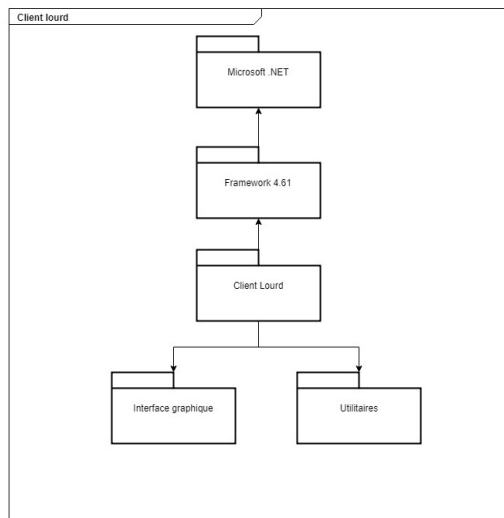 Client lourd
Microsoft .NET
Framework 4.61
Client Lourd
Interface graphique
Utilitaires